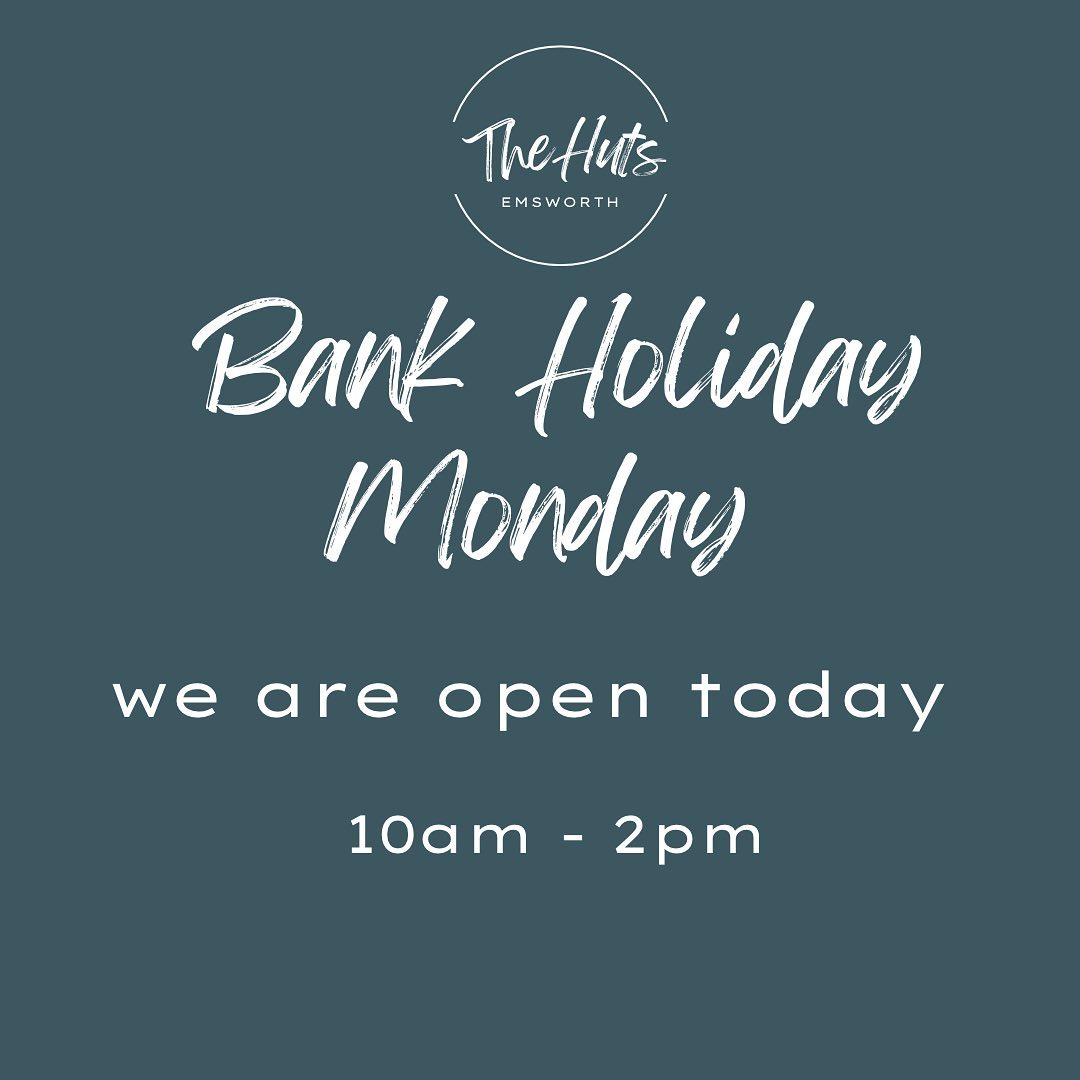 The Huts
EMSWORTH
Bank Holiday
Monday
we are open today
10am - 2pm